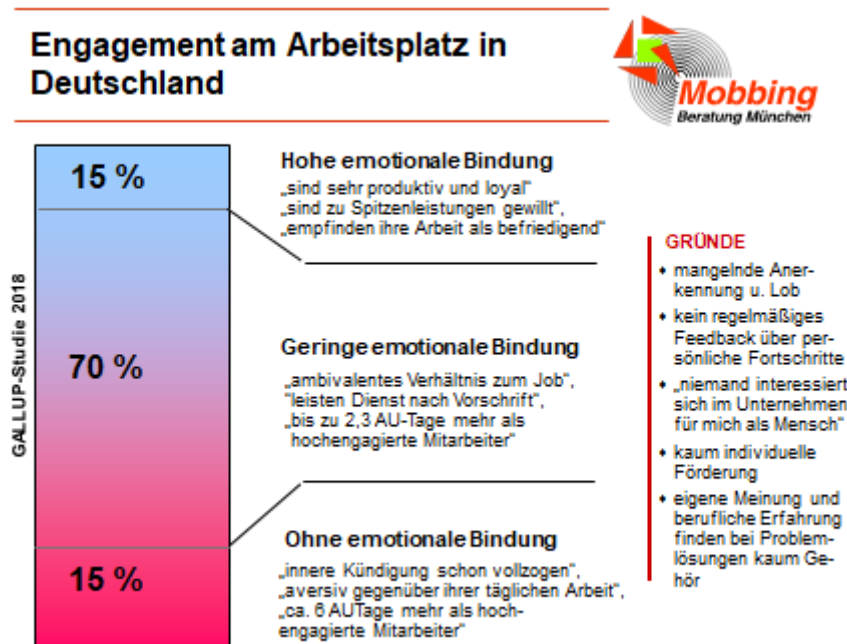 Engagement am Arbeitsplatz in
Deutschland
Mobbing
Beratung München
GALLUP-Studie 2018
15 %
Hohe emotionale Bindung
„sind sehr produktiv und loyal"
„sind zu Spitzenleistungen gewillt",
„empfinden ihre Arbeit als befriedigend"
70 %
Geringe emotionale Bindung
„ambivalentes Verhältnis zum Job",
"leisten Dienst nach Vorschrift",
„bis zu 2,3 AU-Tage mehr als
hochengagierte Mitarbeiter"
15 %
Ohne emotionale Bindung
„innere Kündigung schon vollzogen",
„aversiv gegenüber ihrer täglichen Arbeit",
„ca. 6 AUTage mehr als hoch-
engagierte Mitarbeiter"
GRÜNDE
♦ mangelnde Aner-
kennung u. Lob
♦ kein regelmäßiges
Feedback über per-
sönliche Fortschritte
♦ „niemand interessiert
sich im Unternehmen
für mich als Mensch"
♦ kaum individuelle
Förderung
♦ eigene Meinung und
berufliche Erfahrung
finden bei Problem-
lösungen kaum Ge-
hör